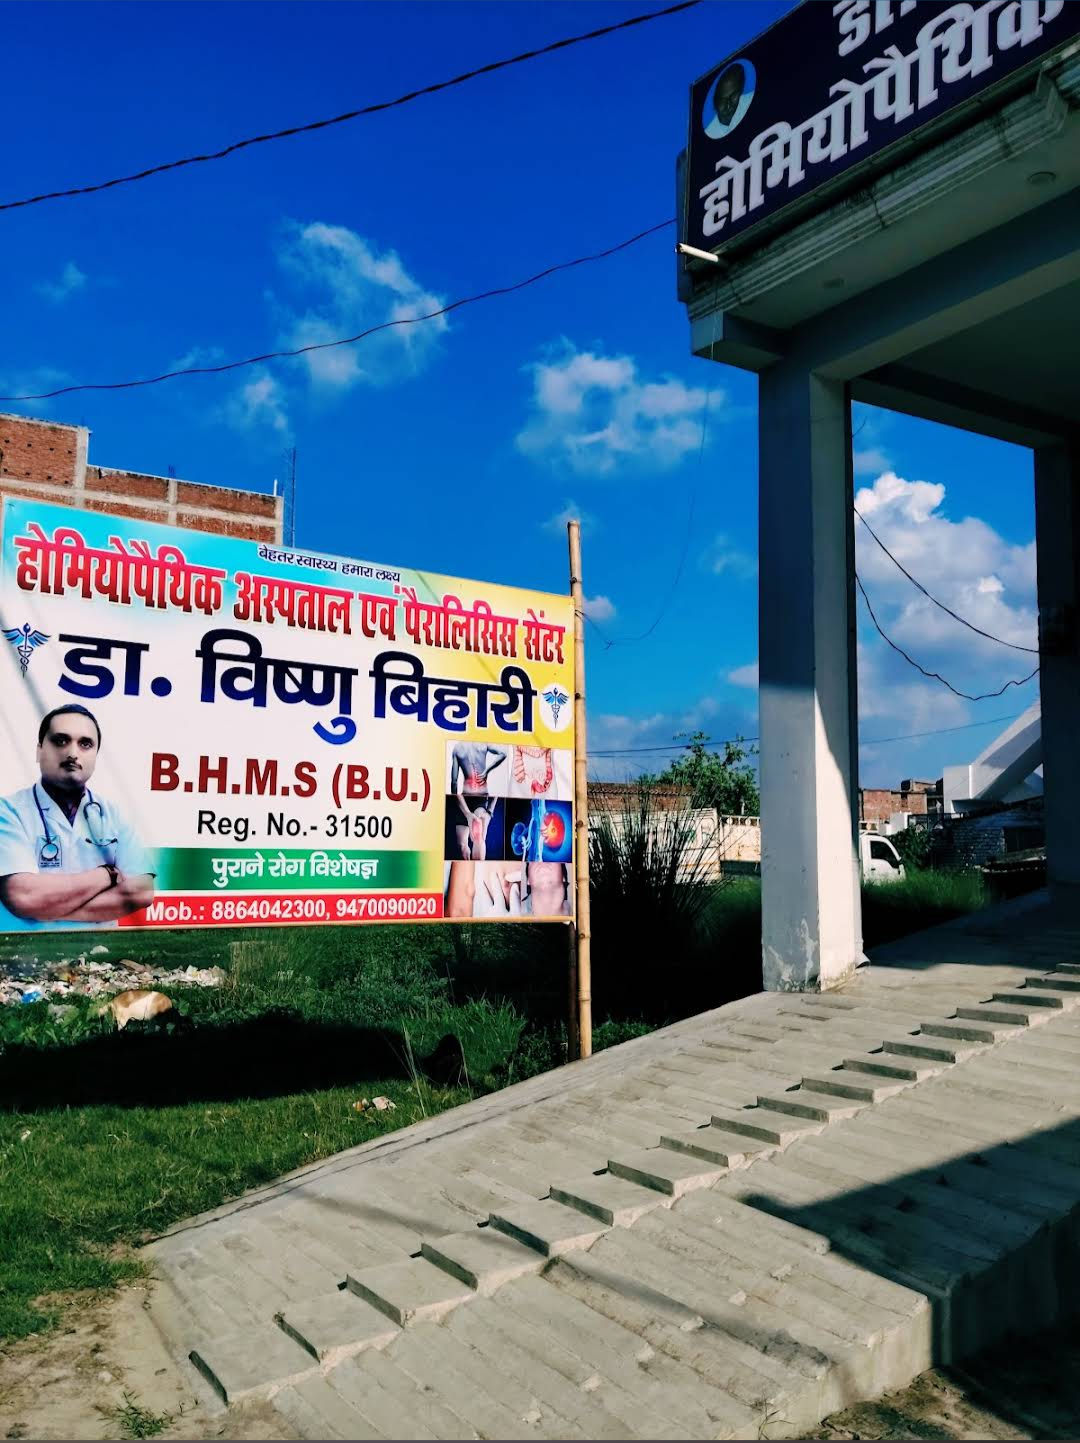 डा.
होमियोपैथिक
बेहतर स्वास्थ्य हमारा लक्ष्य
होमियोपैथिक अस्पताल एवं पैरालिसिस सेंटर
डा. विष्णु बिहारी
B.H.M.S (B.U.)
Reg. No.- 31500
पुराने रोग विशेषज्ञ
Mob.: 8864042300, 9470090020